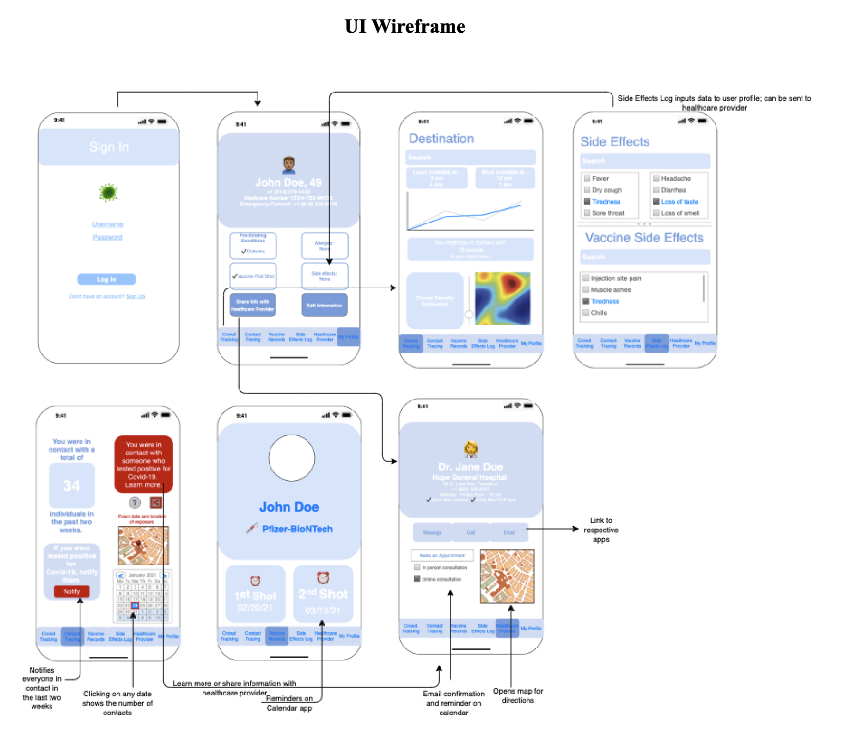 UI Wireframe
Side Effects Log inputs data to user profile; can be sent to
healthcare provider
9:41
Sign In
Username
Password
Log In
Don't have an account? Sign Up
9:41
John Doe, 49
Emergency Contact:
Pre-Existing
Conditions
Diabetes
Allergies:
None
Vaccine First Shot
Side effects:
None
Share Info with
Healthcare Provider
Edit Information
Crowd Tracking
Contact Tracing
Vaccine Records
Side Effects Log
Healthcare Provider
My Profile
9:41
Destination
Search
Least crowded at...
Most crowded at...
You might be in contact with
Crowd Density
Crowd Tracking
Contact Tracing
Vaccine Records
Side Effects Log
Healthcare Provider
My Profile
9:41
Side Effects
Search
Fever
Headache
Dry cough
Diarrhea
Tiredness
Loss of taste
Sore throat
Loss of smell
Vaccine Side Effects
Search
Injection site pain
Muscle aches
Tiredness
Chills
Crowd Tracking
Contact Tracing
Vaccine Records
Side Effects Log
Healthcare Provider
My Profile
9:41
You were in
contact with a
total of
34
individuals in
the past two
weeks.
If you were
tested positive
for
Covid-19, notify
them.
Notify
You were in
contact with
someone who
tested positive for
Covid-19.
Learn more.
?
Exact date and location
of exposure
January 2021
Crowd Tracking
Contact Tracing
Vaccine Records
Side Effects Log
Healthcare Provider
My Profile
9:41
John Doe
Pfizer-BioNTech
1st Shot
02/20/21
2nd Shot
03/13/21
Crowd Tracking
Contact Tracing
Vaccine Records
Side Effects Log
Healthcare Provider
My Profile
9:41
Dr. Jane Doe
Hope General Hospital
Message
Call
Email
Make an Appointment
In person consultation
Online consultation
Crowd Tracking
Contact Tracing
Vaccine Records
Side Effects Log
Healthcare Provider
My Profile
Link to
respective
apps
Notifies
everyone in
contact in
the last two
weeks
Clicking on any date
shows the number of
contacts
Learn more or share information with
healthcare provider
Reminders on
Calendar app
Email confirmation
and reminder on
calendar
Opens map for
directions